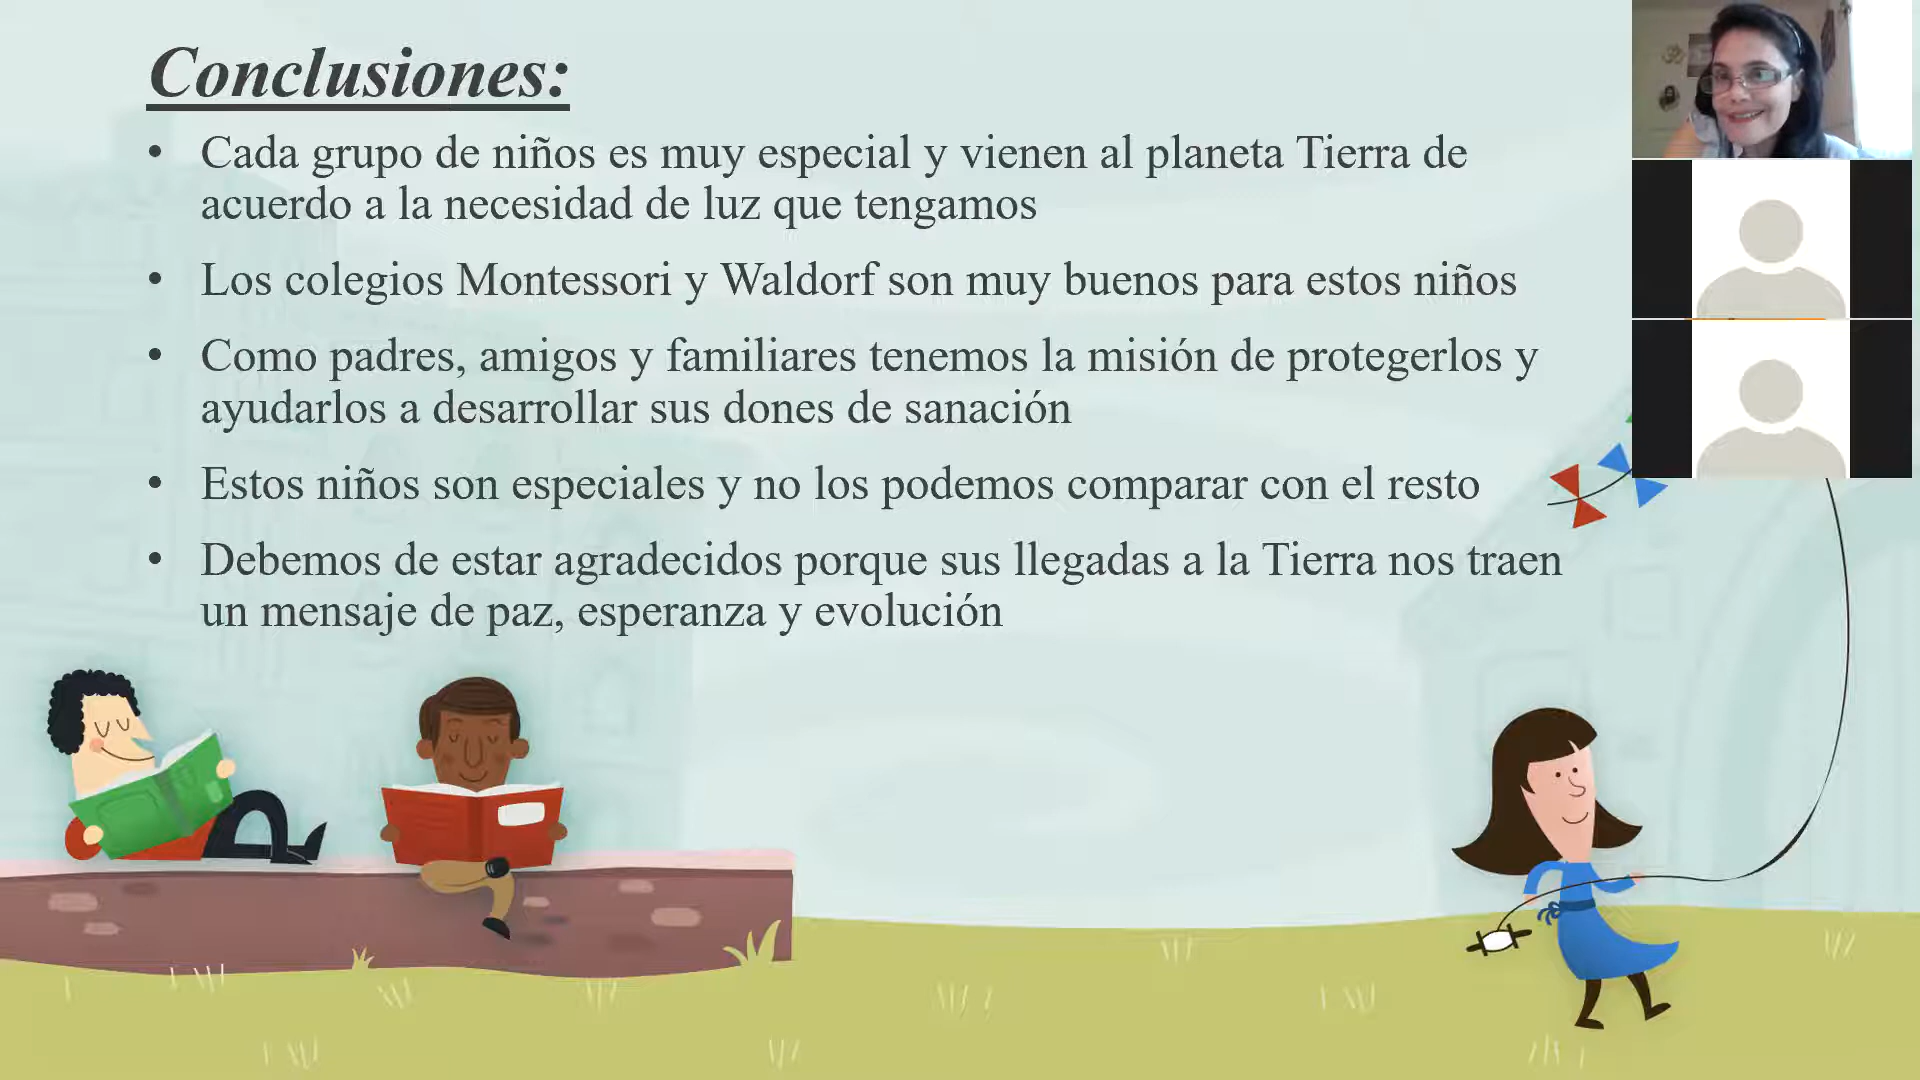 Conclusiones:
• Cada grupo de niños es muy especial y vienen al planeta Tierra de
acuerdo a la necesidad de luz que tengamos
• Los colegios Montessori y Waldorf son muy buenos para estos niños
• Como padres, amigos y familiares tenemos la misión de protegerlos y
ayudarlos a desarrollar sus dones de sanación
• Estos niños son especiales y no los podemos comparar con el resto
• Debemos de estar agradecidos porque sus llegadas a la Tierra nos traen
un mensaje de paz, esperanza y evolución